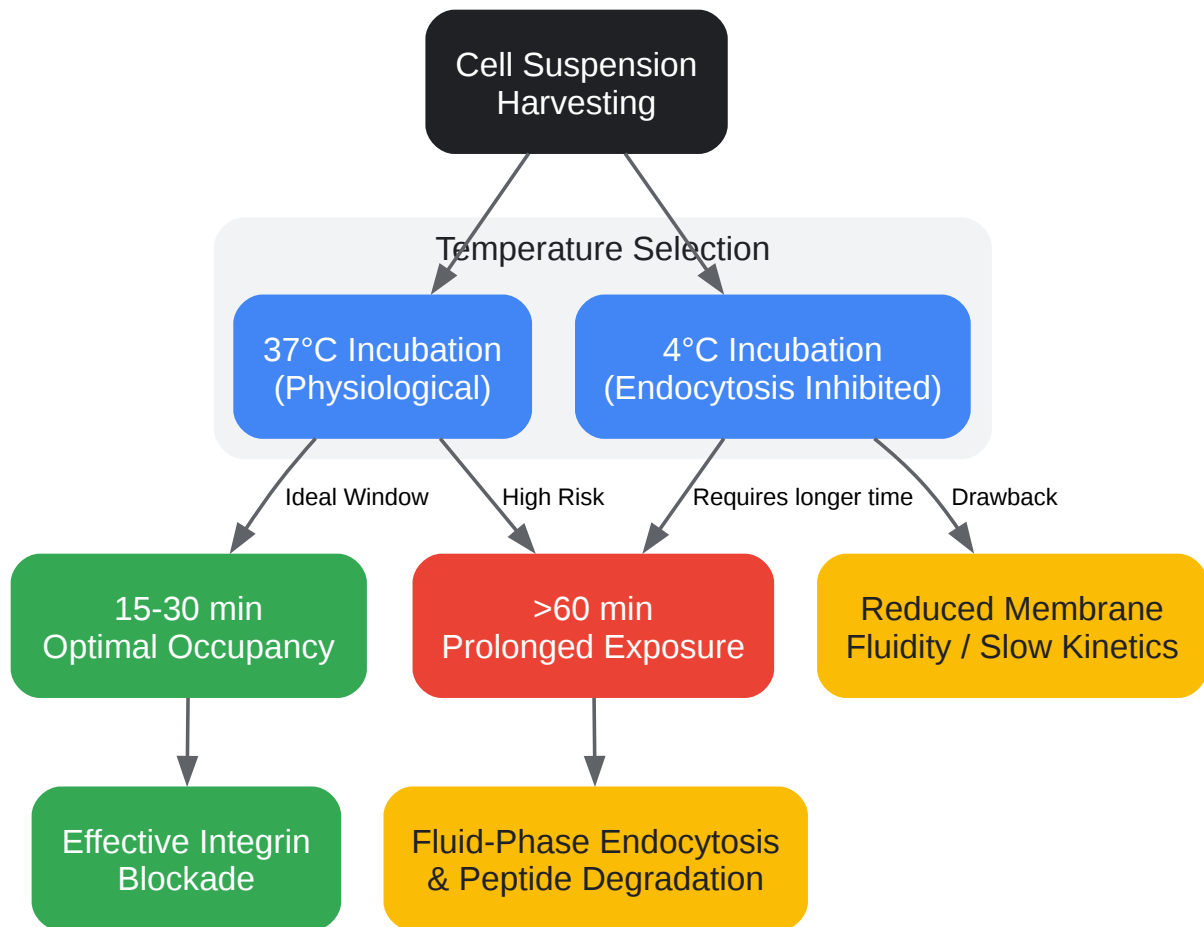 Cell Suspension
Harvesting
Temperature Selection
37°C Incubation
(Physiological)
4°C Incubation
(Endocytosis Inhibited)
Ideal Window
High Risk
Requires longer time
Drawback
15-30 min
Optimal Occupancy
>60 min
Prolonged Exposure
Reduced Membrane
Fluidity / Slow Kinetics
Effective Integrin
Blockade
Fluid-Phase Endocytosis
& Peptide Degradation